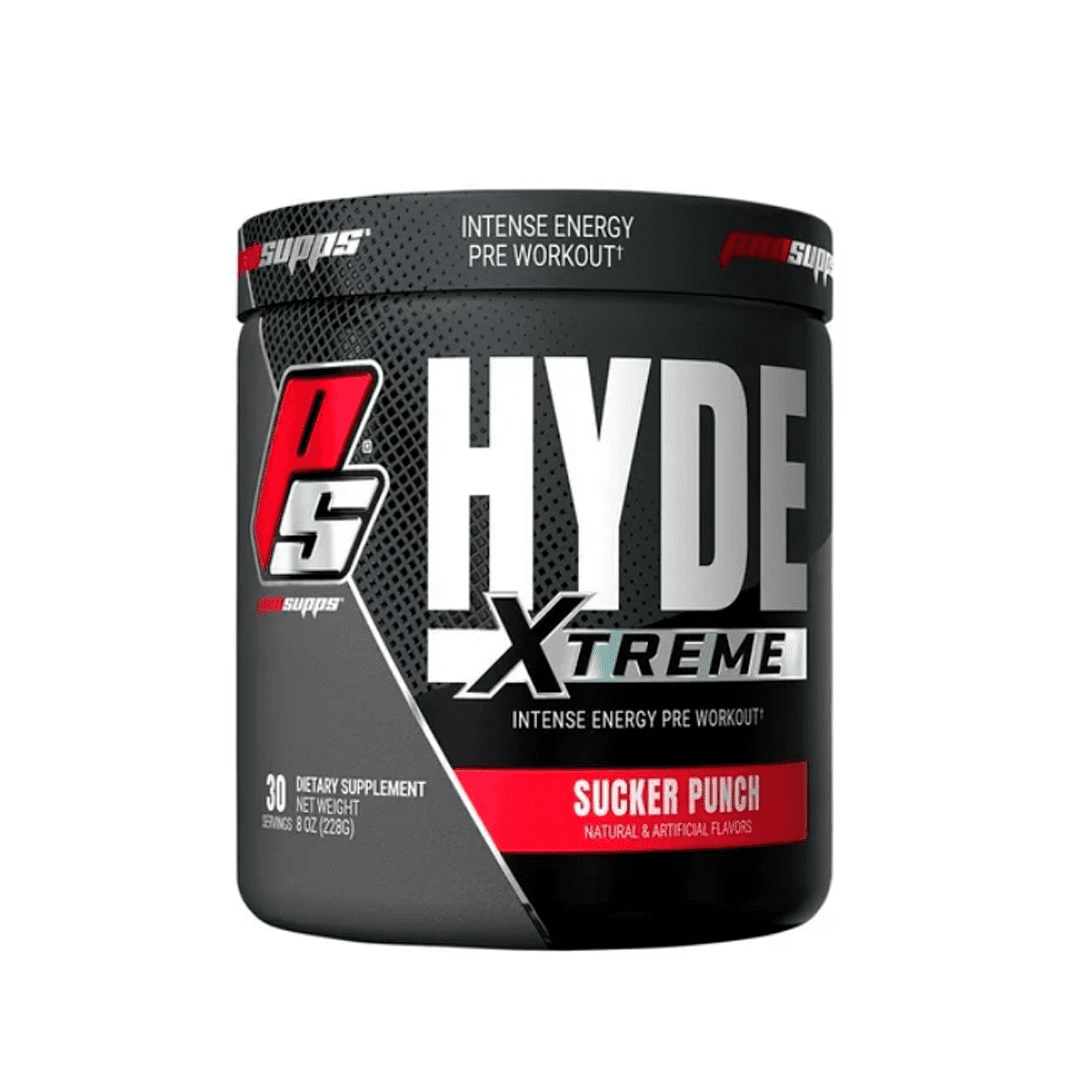 PROSUPPS
INTENSE ENERGY
PRE WORKOUT†
PROSUPPS
PS
®
PROSUPPS
HYDE
XTREME
INTENSE ENERGY PRE WORKOUT†
SUCKER PUNCH
NATURAL & ARTIFICIAL FLAVORS
30
SERVINGS
DIETARY SUPPLEMENT
NET WEIGHT
8 OZ (228G)